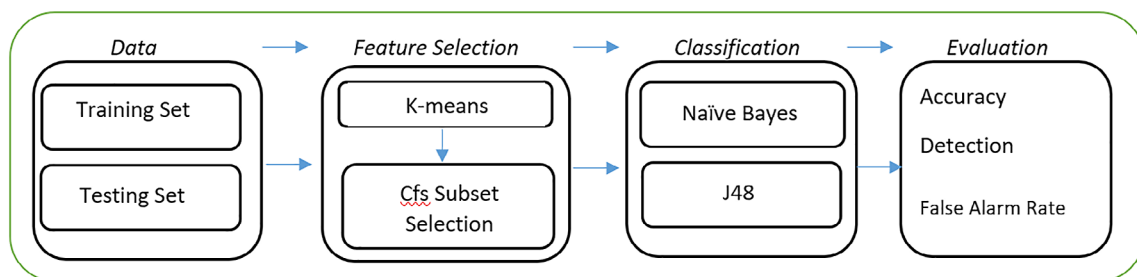 Data
Feature Selection
Classification
Evaluation
Training Set
Testing Set
K-means
Cfs Subset
Selection
Naïve Bayes
J48
Accuracy
Detection
False Alarm Rate